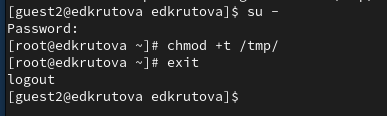 [guest2@edkrutova edkrutova]$ su -
Password:
[root@edkrutova ~]# chmod +t /tmp/
[root@edkrutova ~]# exit
logout
[guest2@edkrutova edkrutova]$